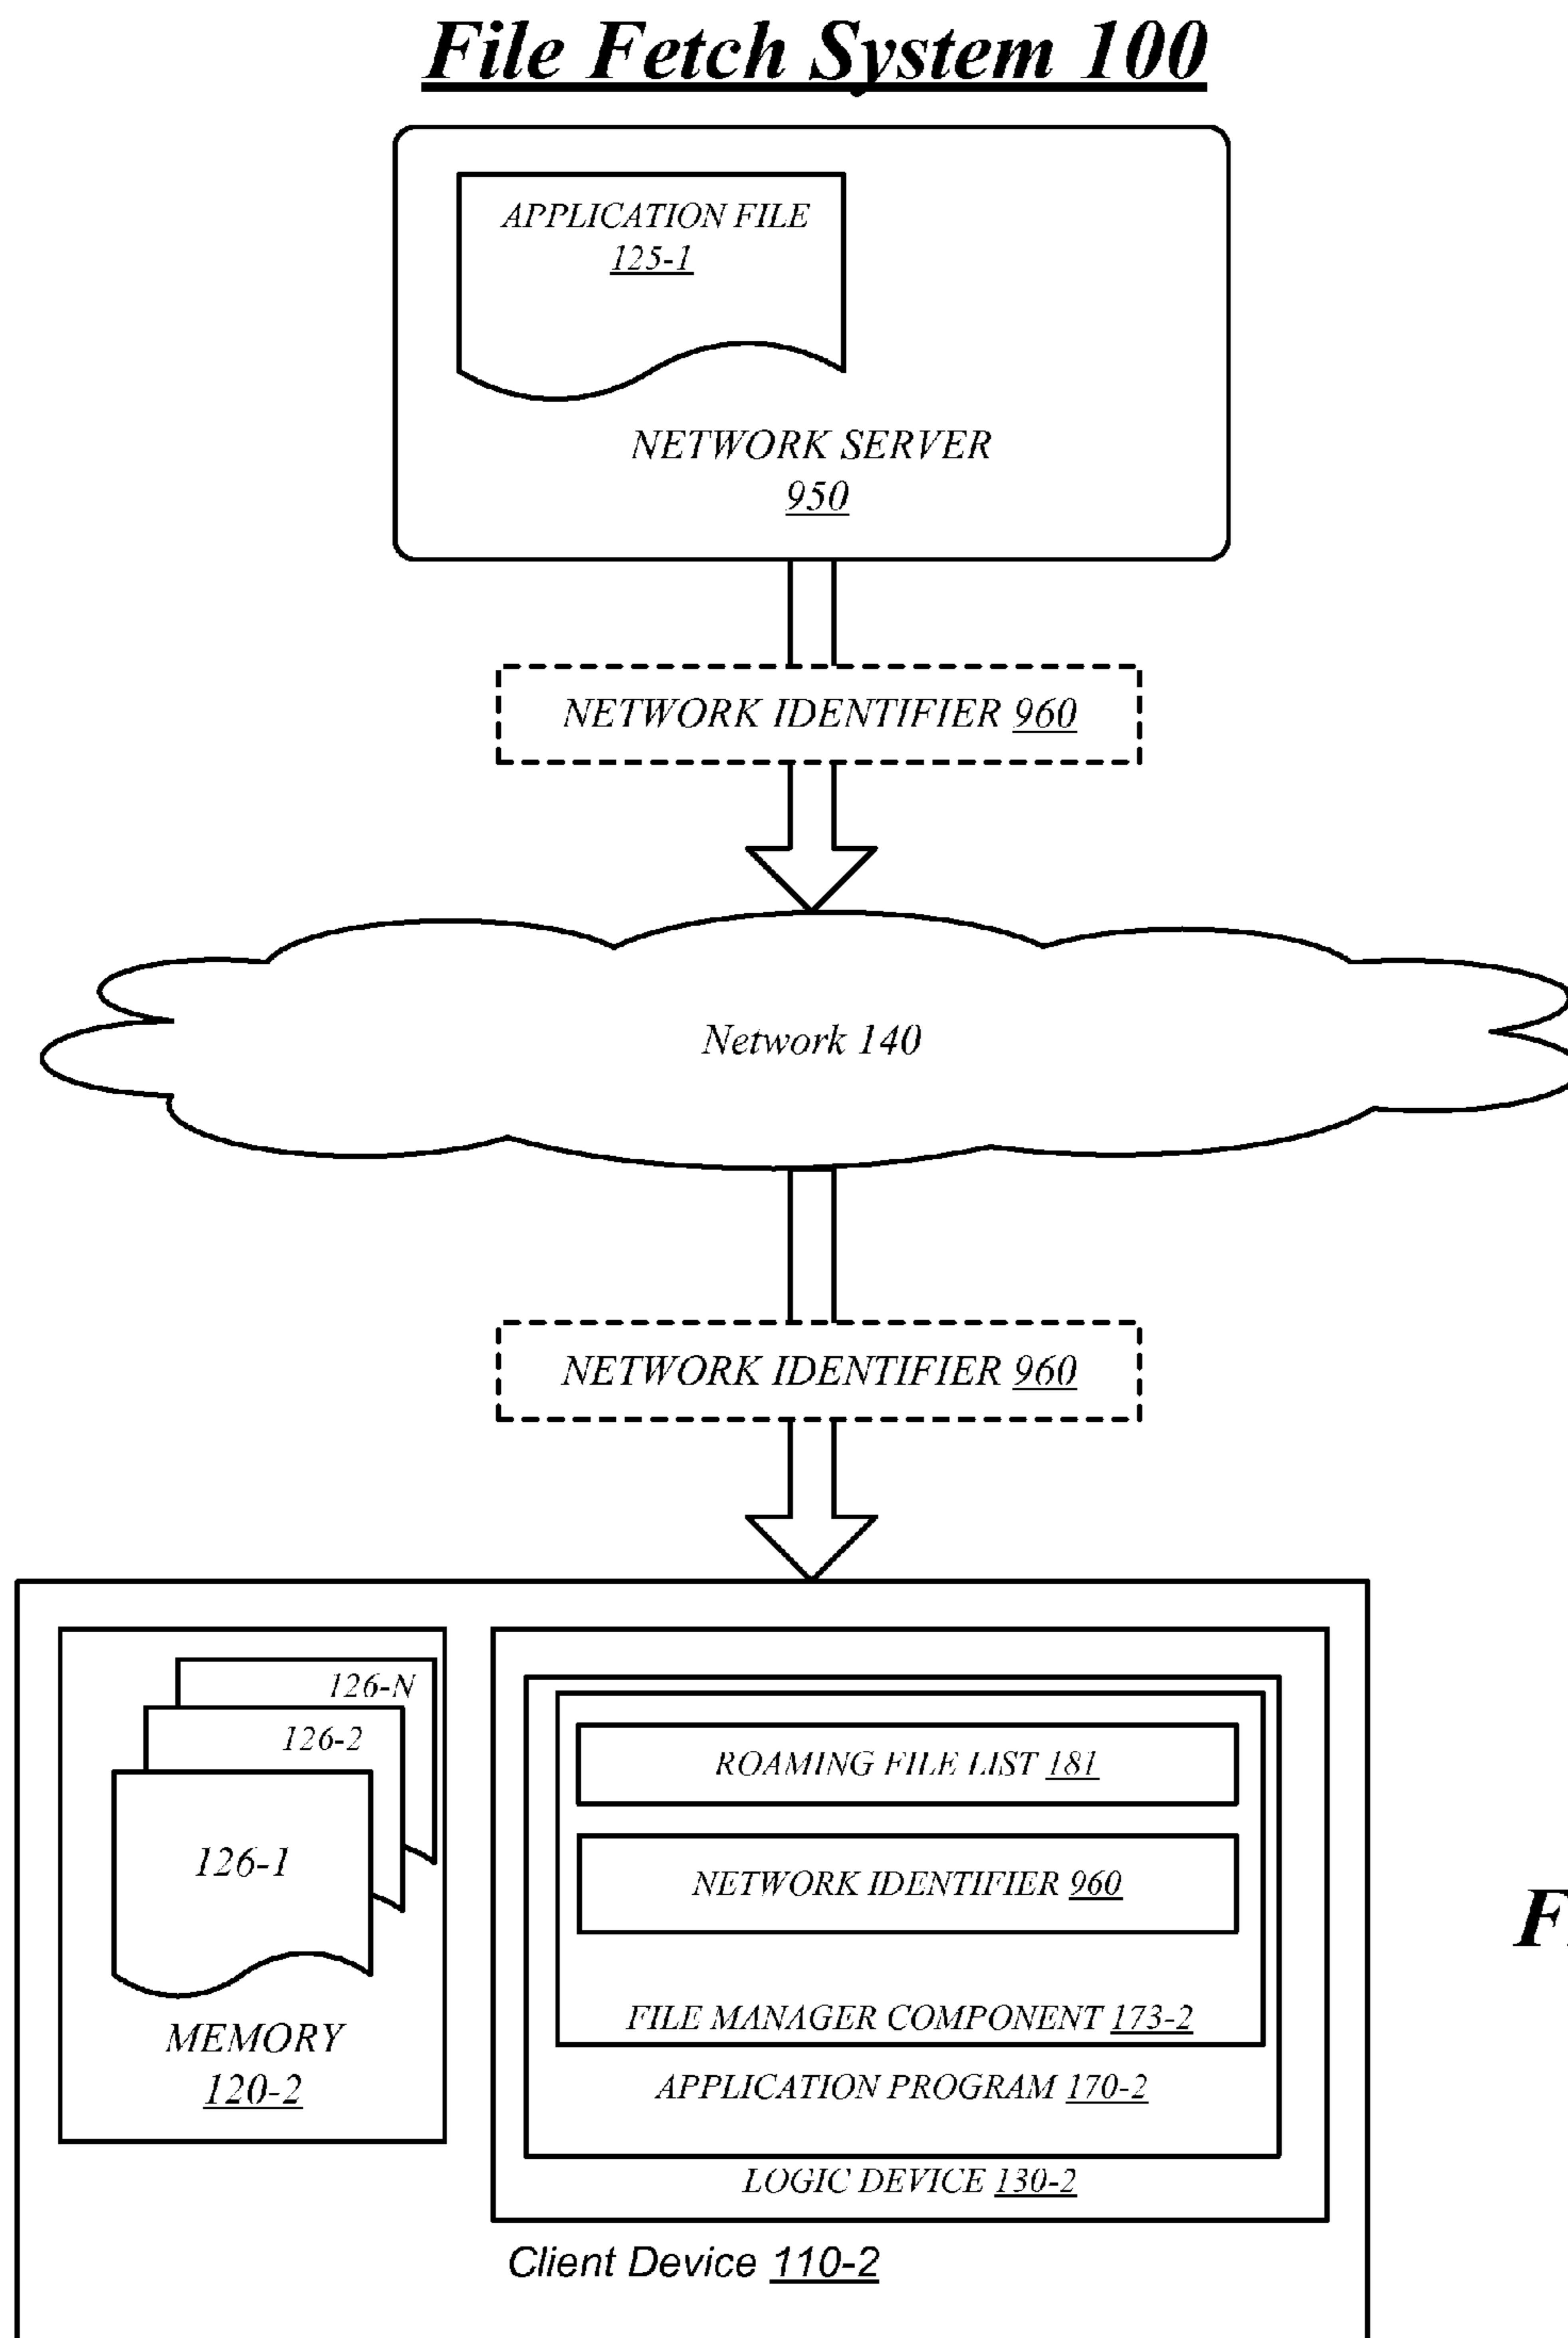 File Fetch System 100
APPLICATION FILE
125-1
NETWORK SERVER
950
NETWORK IDENTIFIER 960
Network 140
NETWORK IDENTIFIER 960
126-N
126-2
126-1
MEMORY
120-2
ROAMING FILE LIST 181
NETWORK IDENTIFIER 960
FILE MANAGER COMPONENT 173-2
APPLICATION PROGRAM 170-2
LOGIC DEVICE 130-2
Client Device 110-2